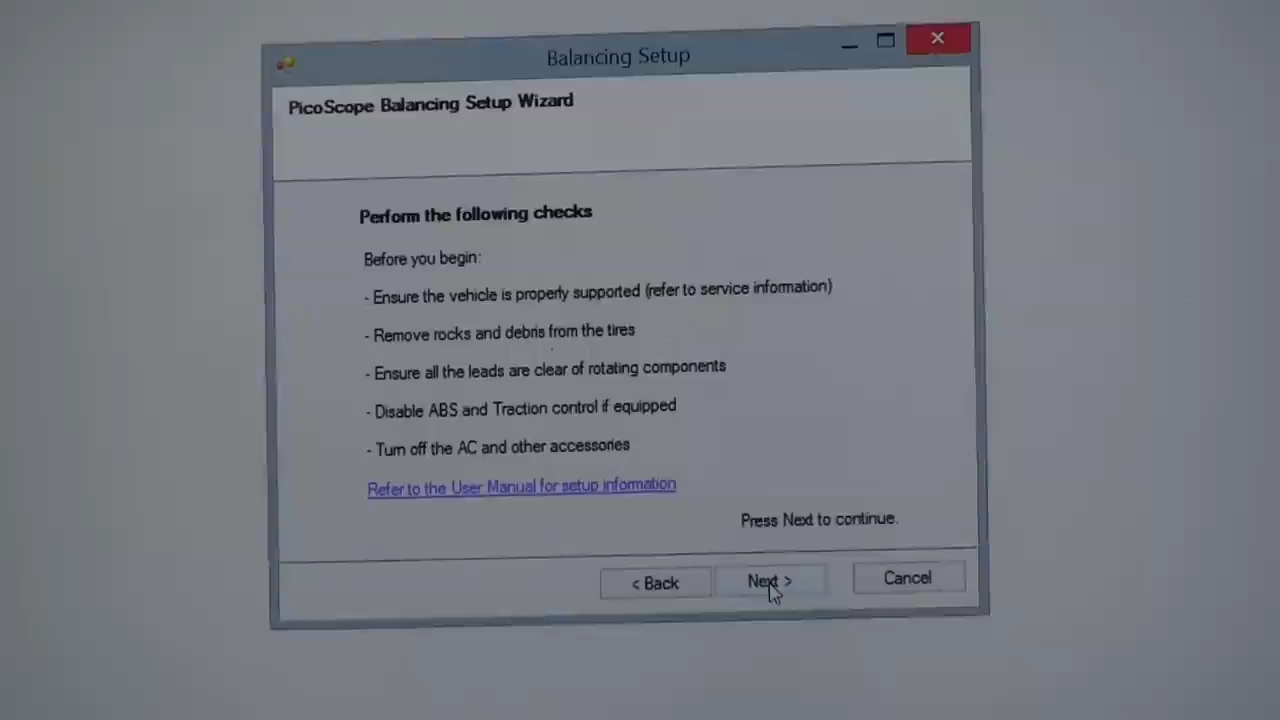 Balancing Setup
PicoScope Balancing Setup Wizard
Perform the following checks
Before you begin:
- Ensure the vehicle is properly supported (refer to service information)
- Remove rocks and debris from the tires
- Ensure all the leads are clear of rotating components
- Disable ABS and Traction control if equipped
- Turn off the AC and other accessories
Refer to the User Manual for setup information
Press Next to continue.
< Back Next > Cancel